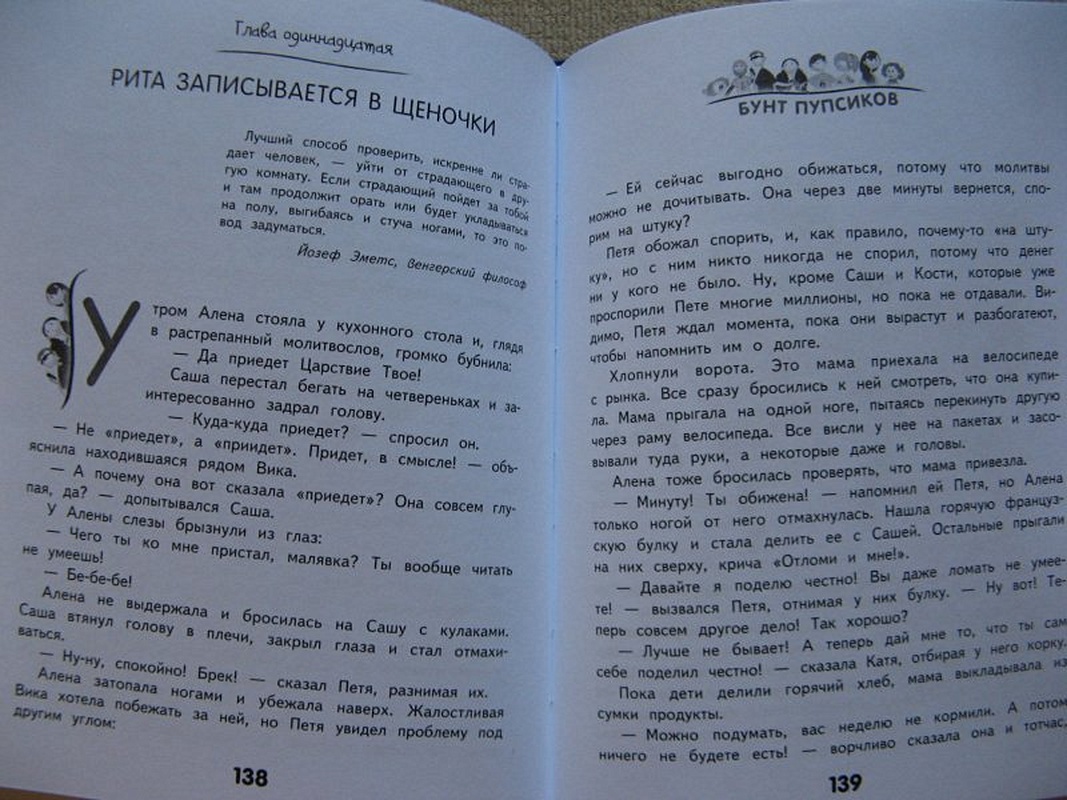 Глава одиннадцатая
РИТА ЗАПИСЫВАЕТСЯ В ЩЕНОЧКИ
Лучший способ проверить, искренне ли стра-
дает человек, — уйти от страдающего в дру-
гую комнату. Если страдающий пойдет за тобой
и там продолжит орать или будет укладываться
на полу, выгибаясь и стуча ногами, то это по-
вод задуматься.
Йозеф Эметс, Венгерский философ
Утром Алена стояла у кухонного стола и, глядя
в растрепанный молитвослов, громко бубнила:
— Да приедет Царствие Твое!
Саша перестал бегать на четвереньках и за-
интересованно задрал голову.
— Куда-куда приедет? — спросил он.
— Не «приедет», а «приидет». Придет, в смысле! — объ-
яснила находившаяся рядом Вика.
— А почему она вот сказала «приедет»? Она совсем глу-
пая, да? — допытывался Саша.
У Алены слезы брызнули из глаз:
— Чего ты ко мне пристал, малявка? Ты вообще читать
не умеешь!
— Бе-бе-бе!
Алена не выдержала и бросилась на Сашу с кулаками.
Саша втянул голову в плечи, закрыл глаза и стал отмахи-
ваться.
— Ну-ну, спокойно! Брек! — сказал Петя, разнимая их.
Алена затопала ногами и убежала наверх. Жалостливая
Вика хотела побежать за ней, но Петя увидел проблему под
другим углом:
138
БУНТ ПУПСИКОВ
— Ей сейчас выгодно обижаться, потому что молитвы
можно не дочитывать. Она через две минуты вернется, спо-
рим на штуку?
Петя обожал спорить, и, как правило, почему-то «на шту-
ку», но с ним никто никогда не спорил, потому что денег
ни у кого не было. Ну, кроме Саши и Кости, которые уже
проспорили Пете многие миллионы, но пока не отдавали. Ви-
димо, Петя ждал момента, пока они вырастут и разбогатеют,
чтобы напомнить им о долге.
Хлопнули ворота. Это мама приехала на велосипеде
с рынка. Все сразу бросились к ней смотреть, что она купи-
ла. Мама прыгала на одной ноге, пытаясь перекинуть другую
через раму велосипеда. Все висли у нее на пакетах и засо-
вывали туда руки, а некоторые даже и головы.
Алена тоже бросилась проверять, что мама привезла.
— Минуту! Ты обижена! — напомнил ей Петя, но Алена
только ногой от него отмахнулась. Нашла горячую француз-
скую булку и стала делить ее с Сашей. Остальные прыгали
на них сверху, крича «Отломи и мне!».
— Давайте я поделю честно! Вы даже ломать не умее-
те! — вызвался Петя, отнимая у них булку. — Ну вот! Те-
перь совсем другое дело! Так хорошо?
— Лучше не бывает! А теперь дай мне то, что ты сам
себе поделил честно! — сказала Катя, отбирая у него корку.
Пока дети делили горячий хлеб, мама выкладывала из
сумки продукты.
— Можно подумать, вас неделю не кормили. А потом
ничего не будете есть! — ворчливо сказала она и тотчас,
139